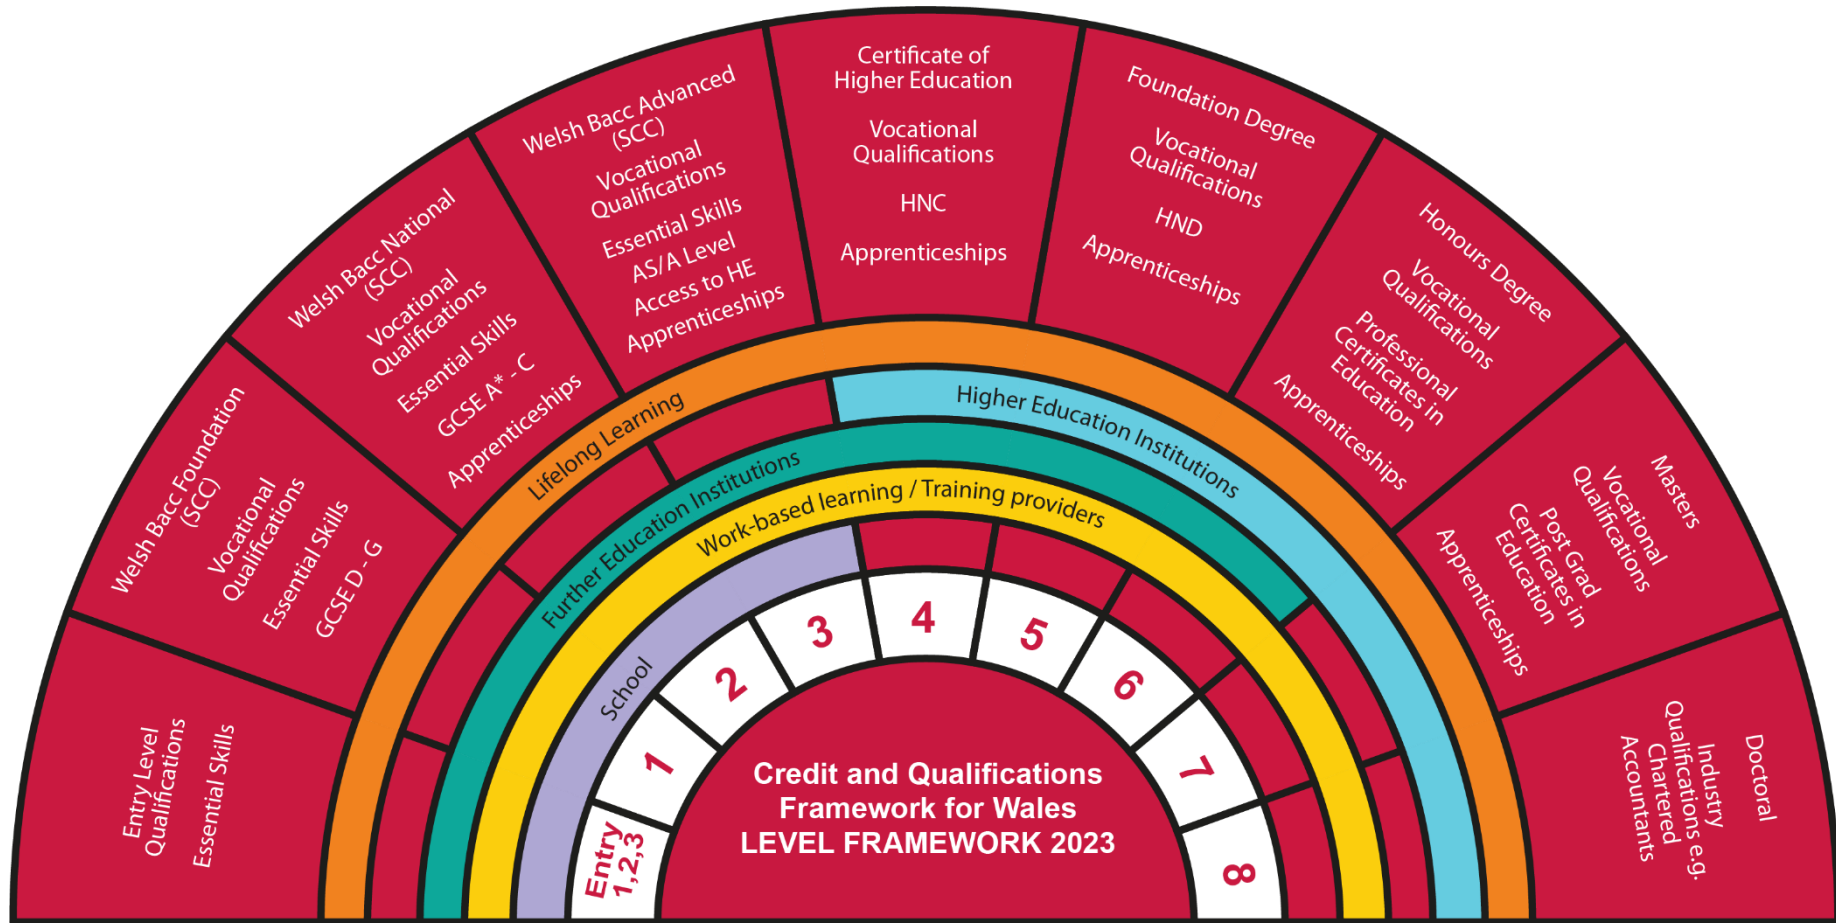 Entry Level
Qualifications
Essential Skills
Welsh Bacc Foundation
(SCC)
Vocational
Qualifications
Essential Skills
GCSE D - G
Welsh Bacc National
(SCC)
Vocational
Qualifications
Essential Skills
GCSE A* - C
Apprenticeships
Welsh Bacc Advanced
(SCC)
Vocational
Qualifications
Essential Skills
AS/A Level
Access to HE
Apprenticeships
Certificate of
Higher Education
Vocational
Qualifications
HNC
Apprenticeships
Foundation Degree
Vocational
Qualifications
HND
Apprenticeships
Honours Degree
Vocational
Qualifications
Professional
Certificates in
Education
Apprenticeships
Masters
Vocational
Qualifications
Post Grad
Certificates in
Education
Apprenticeships
Doctoral
Industry
Qualifications e.g.
Chartered
Accountants
Lifelong Learning
Higher Education Institutions
Further Education Institutions
Work-based learning / Training providers
School
Entry
1,2,3
1
2
3
4
5
6
7
8
Credit and Qualifications
Framework for Wales
LEVEL FRAMEWORK 2023